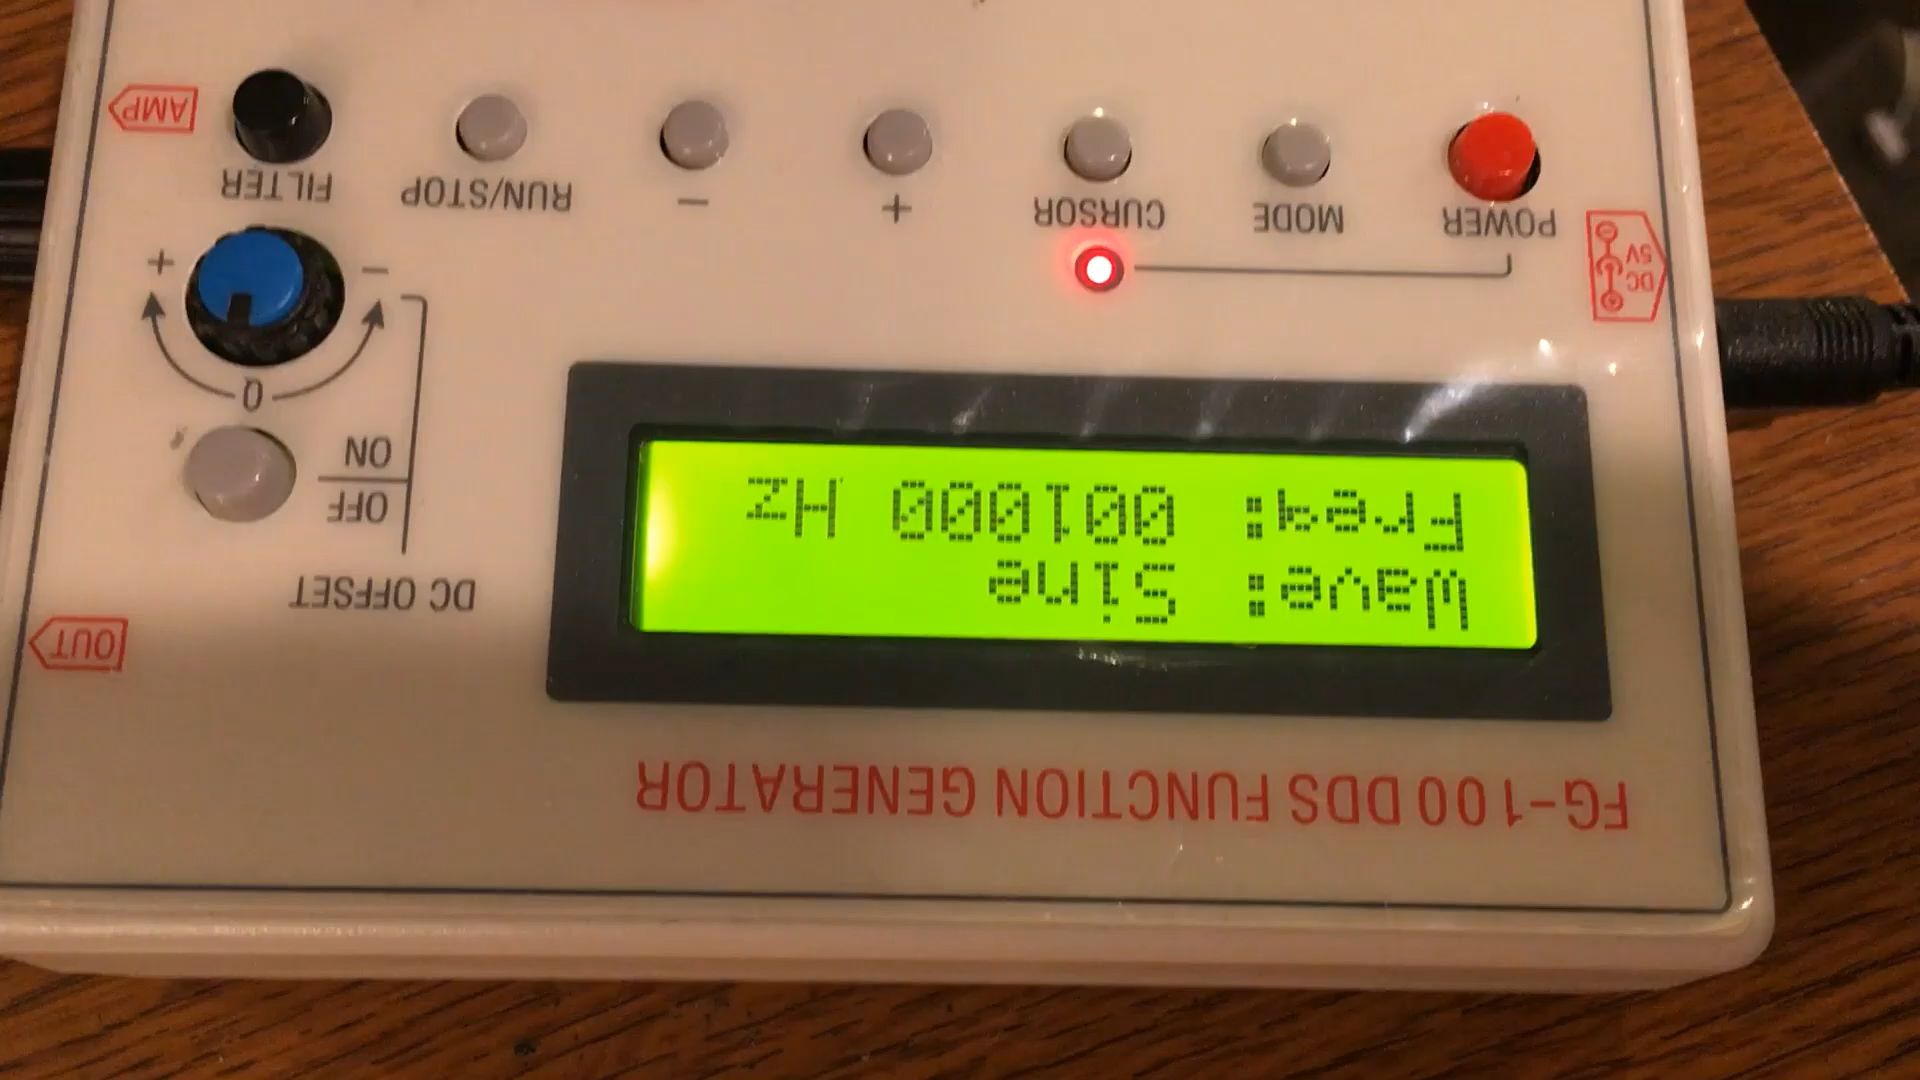 FG-100 DDS FUNCTION GENERATOR
Wave: Sine
Freq: 001000 Hz
OUT
DC OFFSET
OFF
ON
0
- +
DC
5V
POWER
MODE
CURSOR
+
-
RUN/STOP
FILTER
AMP